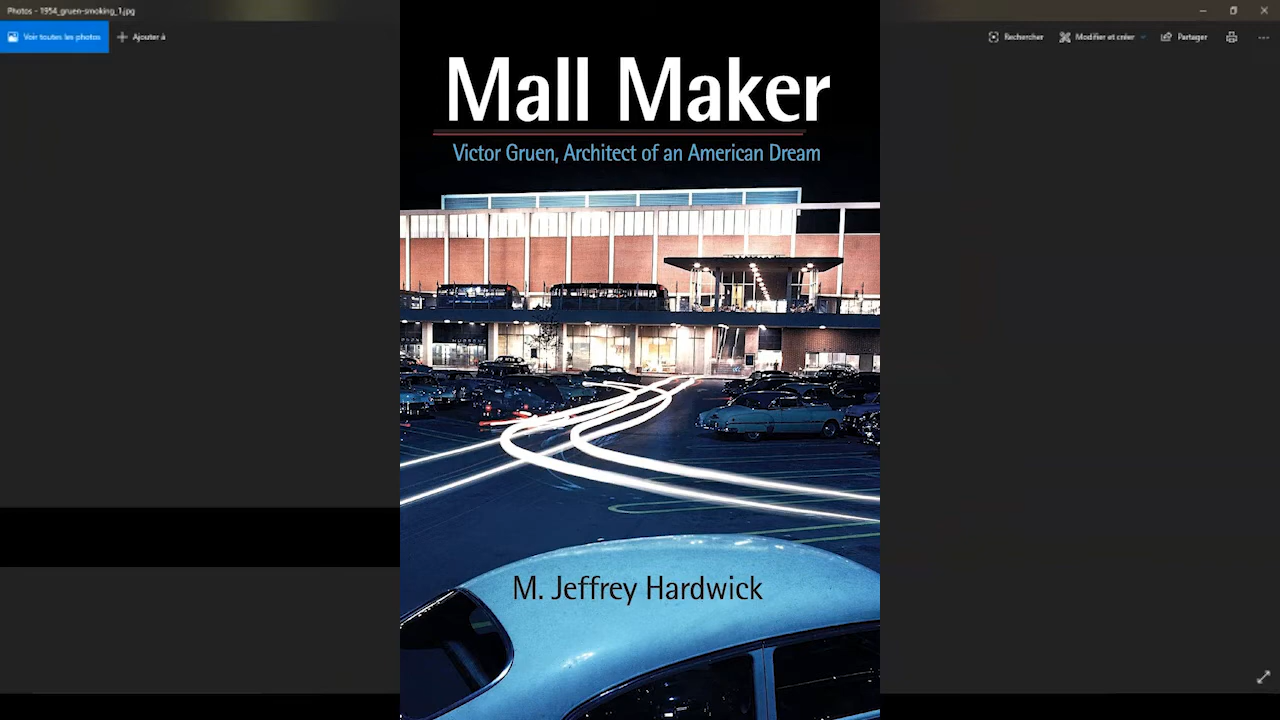 Photos - 1954_gruen-smoking_1.jpg
Voir toutes les photos
Ajouter à
Rechercher
Modifier et créer
Partager
Mall Maker
Victor Gruen, Architect of an American Dream
M. Jeffrey Hardwick